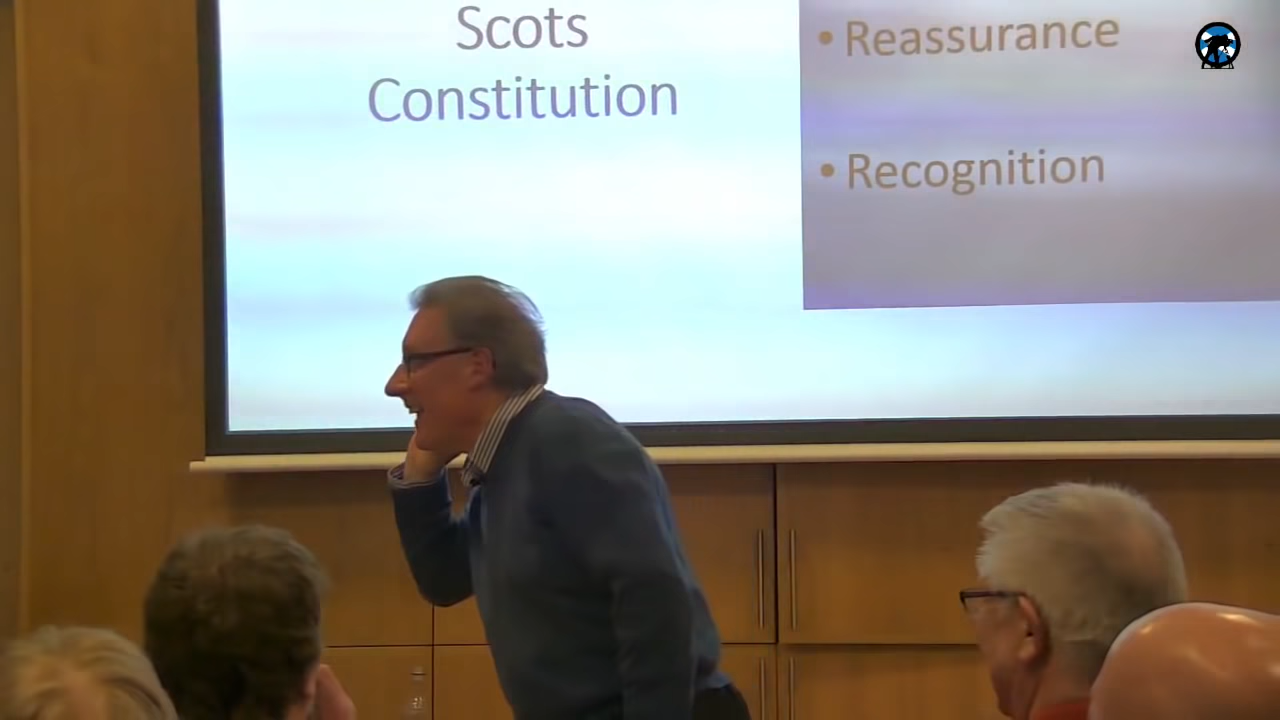 Scots
Constitution
• Reassurance
• Recognition